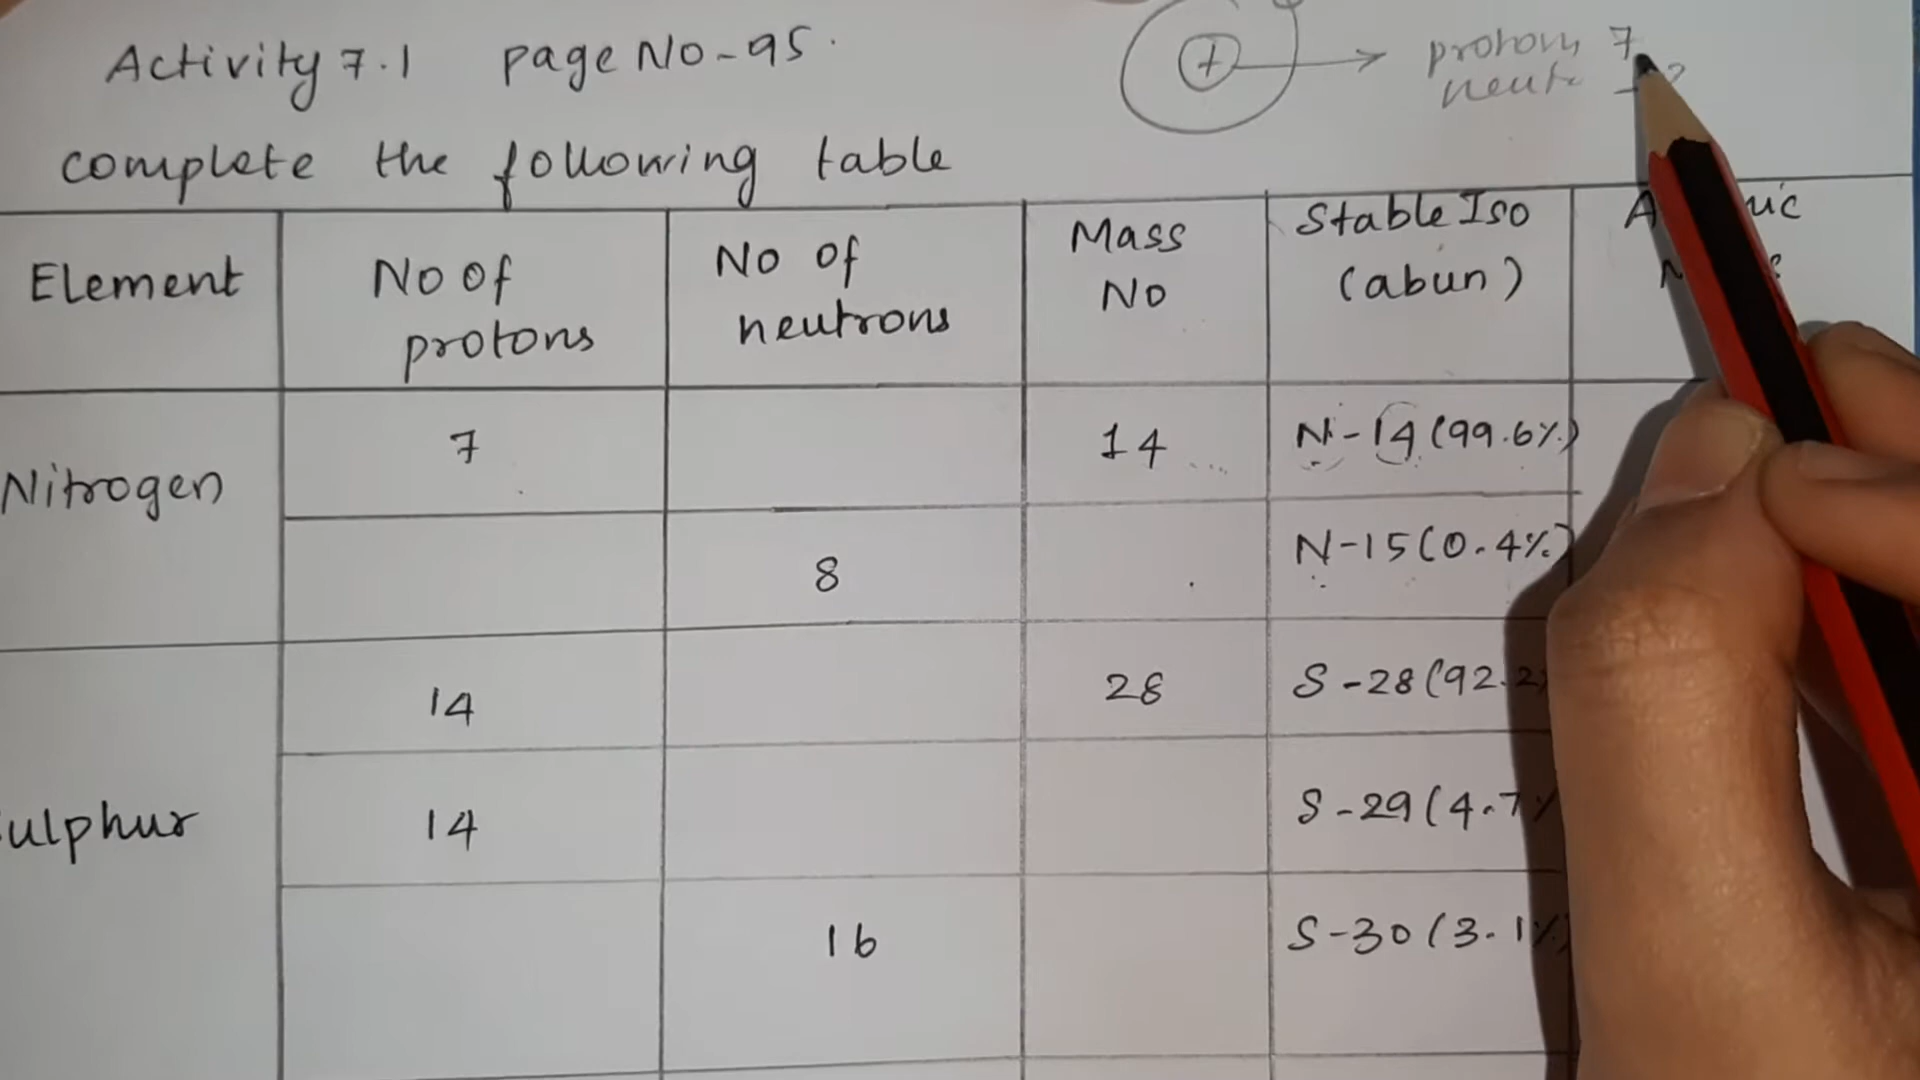 Activity 7.1 page No-95.
protons 7
neut
complete the following table
Element No of protons No of neutrons Mass No Stable Iso (abun)
Nitrogen 7 14 N-14 (99.6%)
8 N-15 (0.4%)
14 28 S-28 (92.2
ulphur 14 S-29 (4.7%
16 S-30 (3.1%)